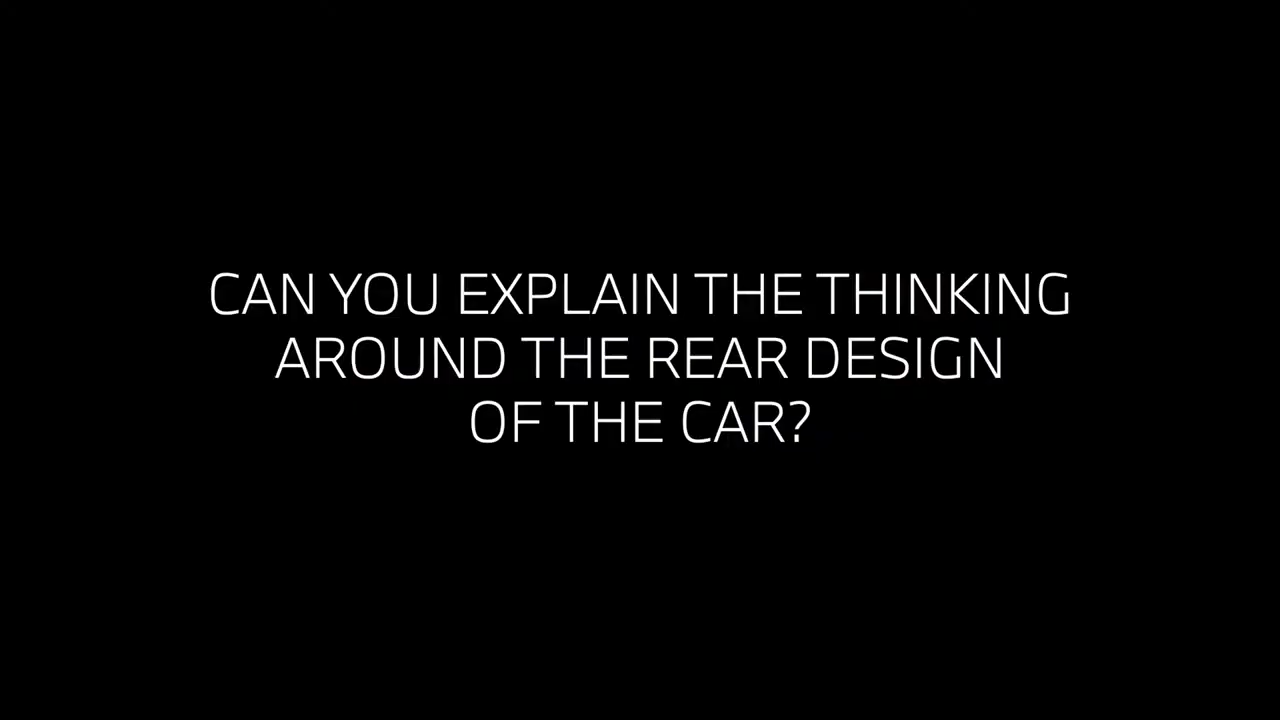 CAN YOU EXPLAIN THE THINKING
AROUND THE REAR DESIGN
OF THE CAR?